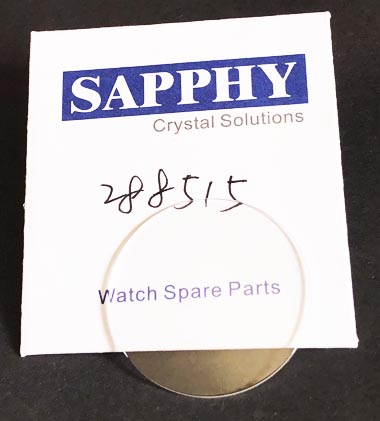 SAPPHY
Crystal Solutions
288515
Watch Spare Parts